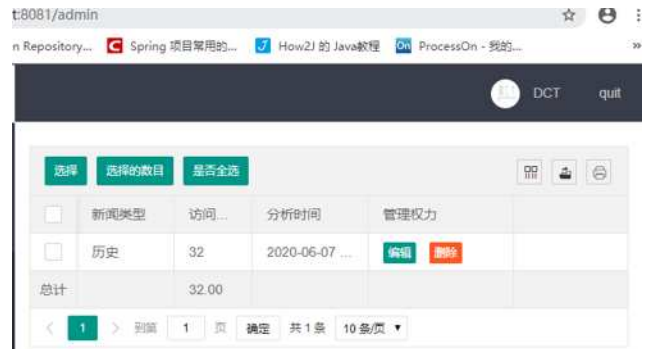 t:8081/admin
n Repository... Spring 项目常用的... How2J 的 Java教程 On ProcessOn - 我的... »
DCT quit
选择 选择的数目 是否全选
新闻类型 访问... 分析时间 管理权力
历史 32 2020-06-07 ... 编辑 删除
总计 32.00
< 1 > 到第 1 页 确定 共 1 条 10 条/页